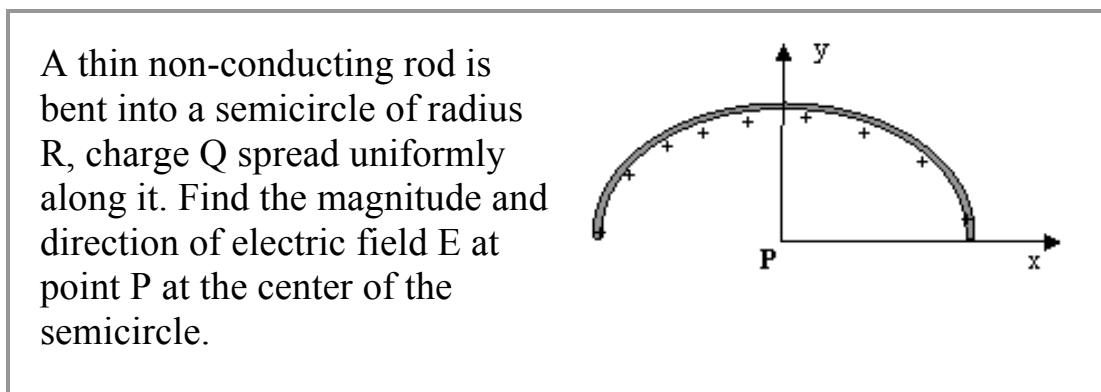 A thin non-conducting rod is
bent into a semicircle of radius
R, charge Q spread uniformly
along it. Find the magnitude and
direction of electric field E at
point P at the center of the
semicircle.
y
P
x